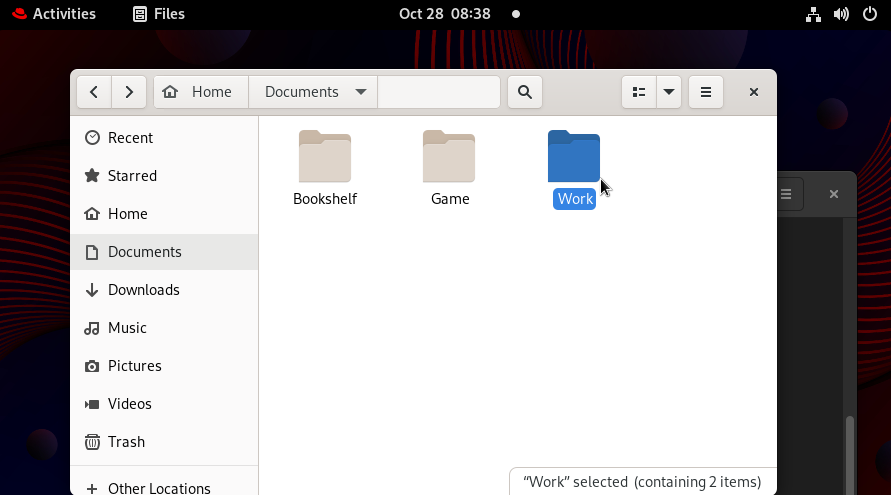 Activities Files Oct 28 08:38
Home Documents
Recent
Starred
Home
Documents
Downloads
Music
Pictures
Videos
Trash
Other Locations
Bookshelf Game Work
“Work” selected (containing 2 items)